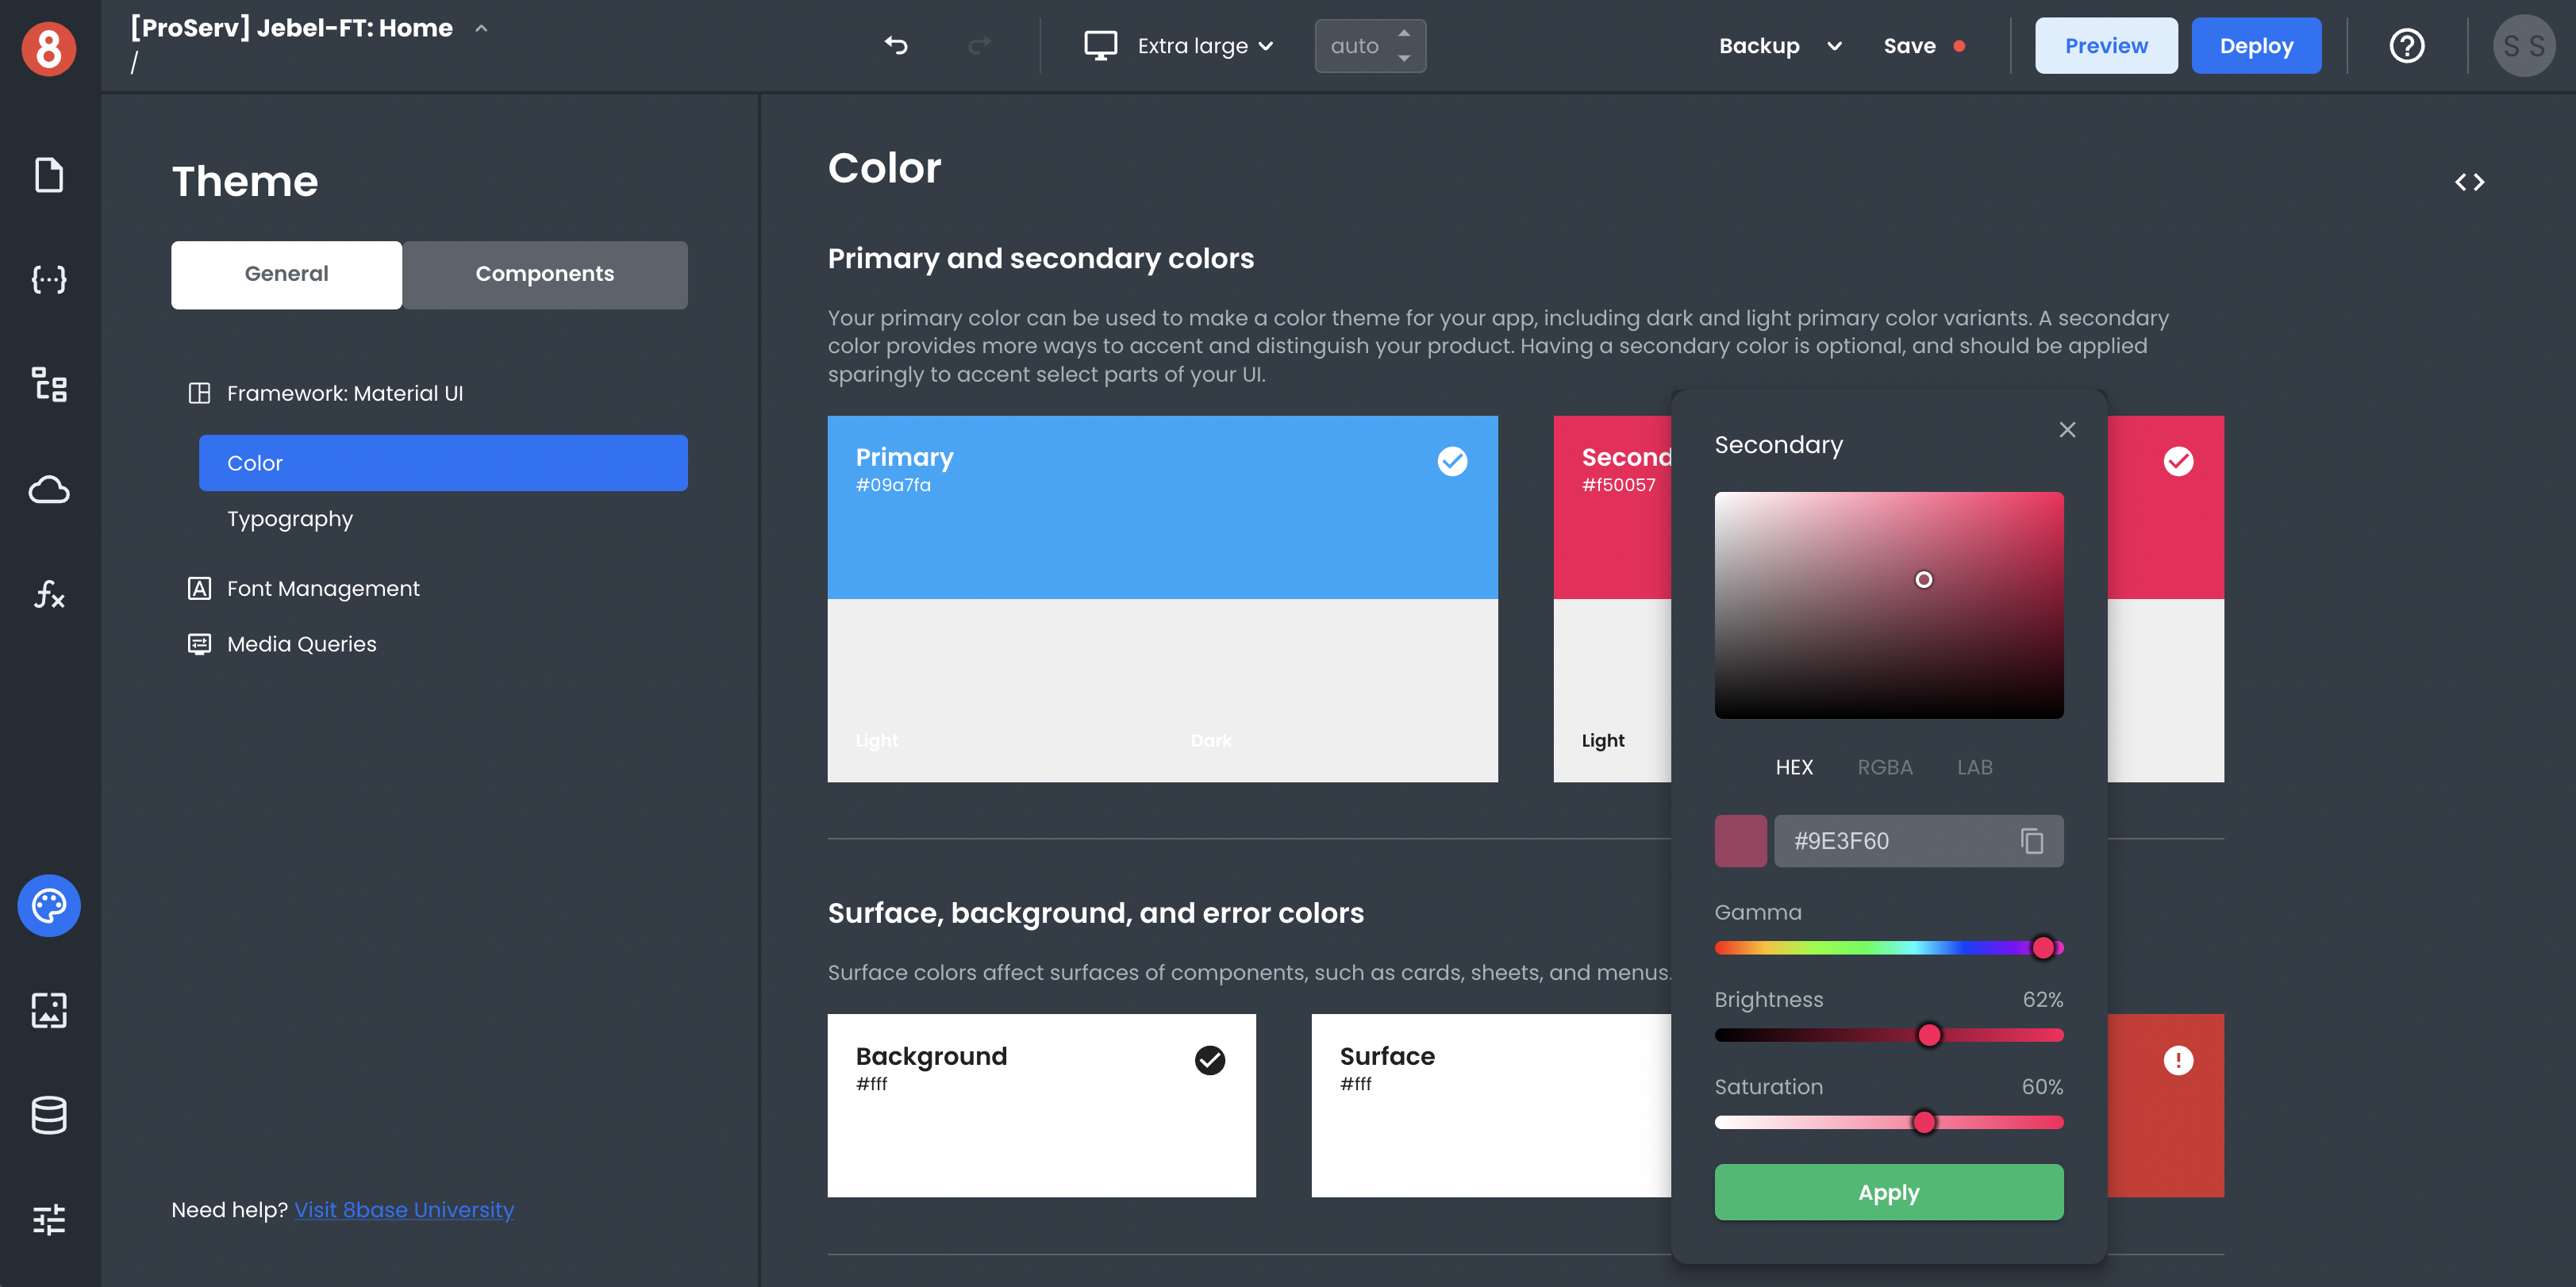 8
[ProServ] Jebel-FT: Home
/
Extra large
auto
Backup
Save
Preview
Deploy
?
S S
Theme
General
Components
Framework: Material UI
Color
Typography
A
Font Management
Media Queries
Need help? Visit 8base University
Color
Primary and secondary colors
Your primary color can be used to make a color theme for your app, including dark and light primary color variants. A secondary
color provides more ways to accent and distinguish your product. Having a secondary color is optional, and should be applied
sparingly to accent select parts of your UI.
Primary
#09a7fa
Light
Dark
Second
#f50057
Light
Surface, background, and error colors
Surface colors affect surfaces of components, such as cards, sheets, and menus.
Background
#fff
Surface
#fff
Secondary
HEX
RGBA
LAB
#9E3F60
Gamma
Brightness
62%
Saturation
60%
Apply